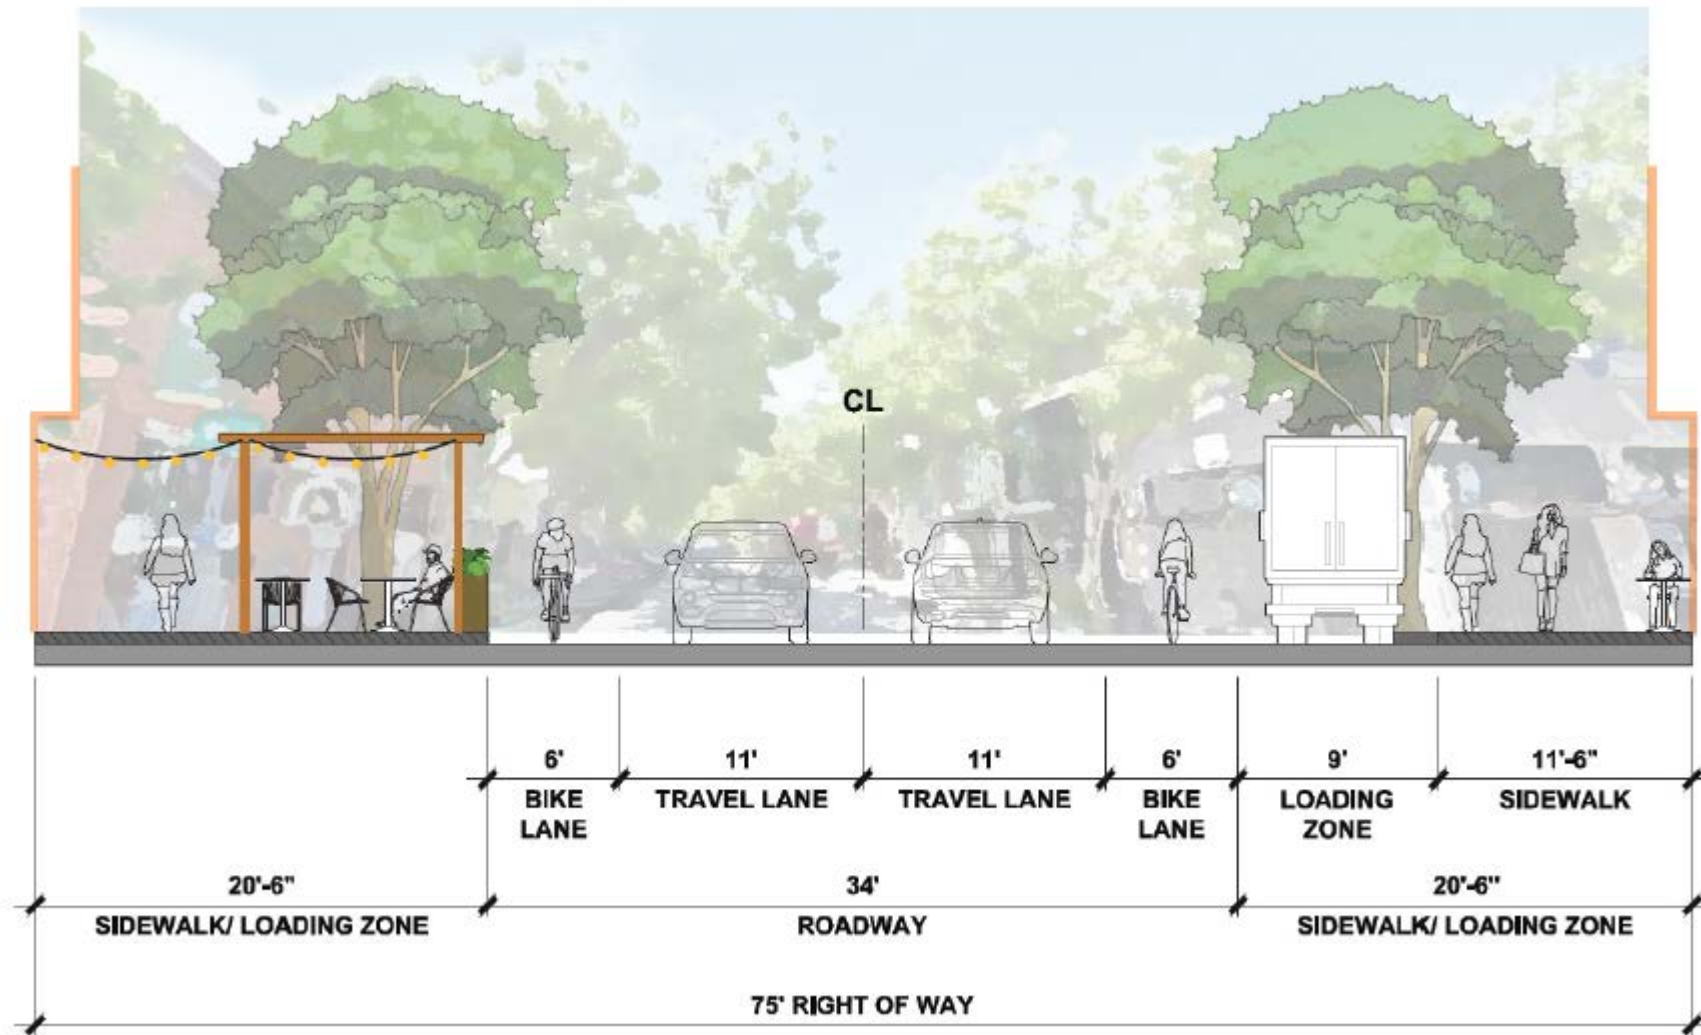 CL
6' 11' 11' 6' 9' 11'-6"
BIKE LANE TRAVEL LANE TRAVEL LANE BIKE LANE LOADING ZONE SIDEWALK
20'-6" 34' 20'-6"
SIDEWALK/ LOADING ZONE ROADWAY SIDEWALK/ LOADING ZONE
75' RIGHT OF WAY